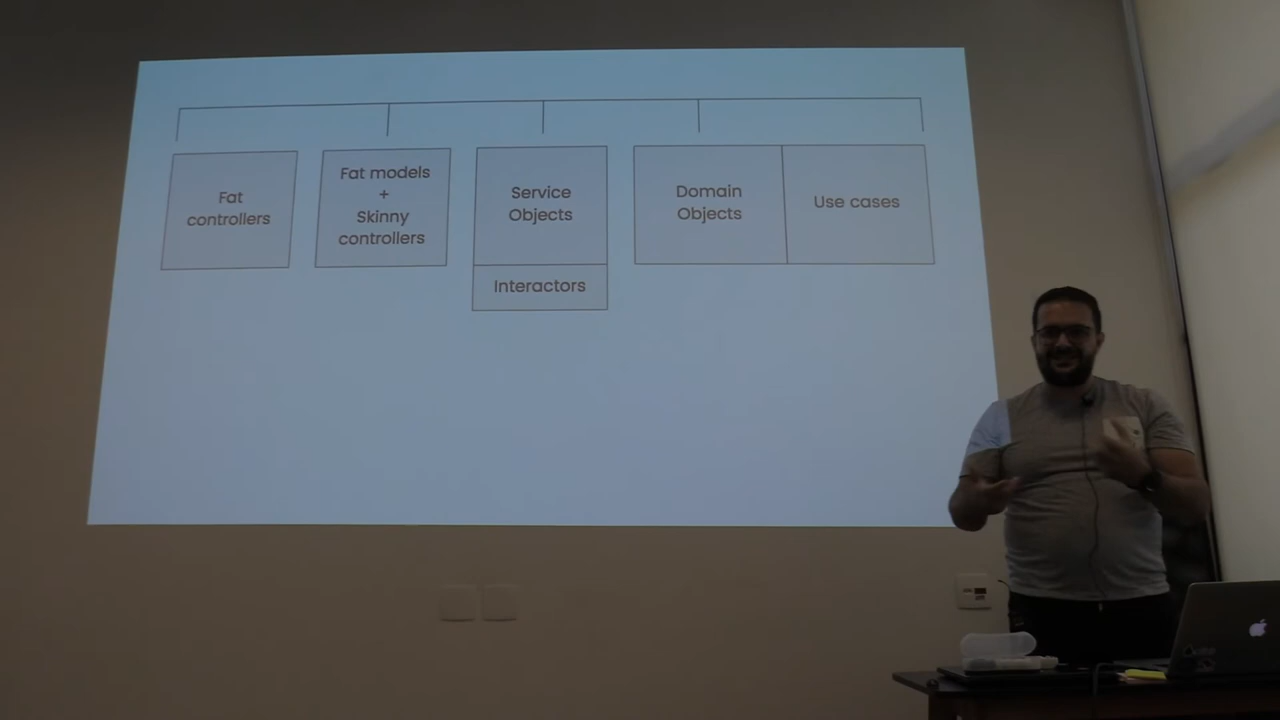 Fat
controllers
Fat models
+
Skinny
controllers
Service
Objects
Interactors
Domain
Objects
Use cases